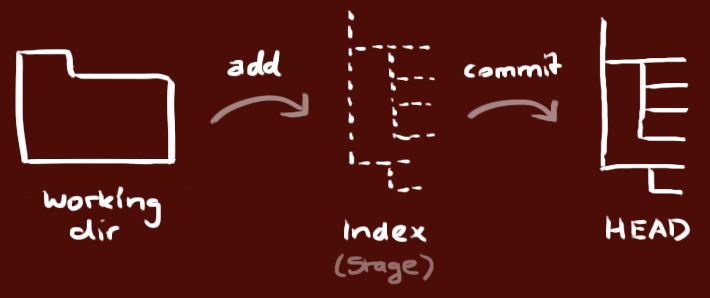 add
commit
working
dir
Index
(Stage)
HEAD